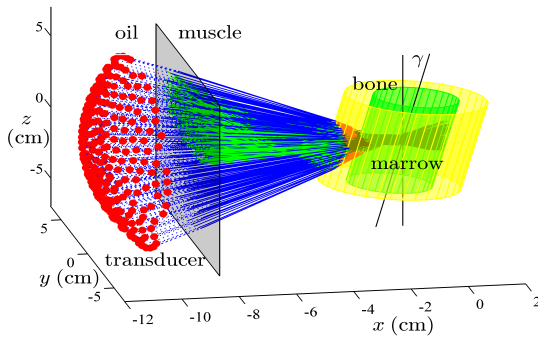 5
oil
muscle
γ
bone
0
z
(cm)
marrow
-5
5
0
transducer
y (cm)
-5
-12
-10
-8
-6
-4
-2
0
2
x (cm)